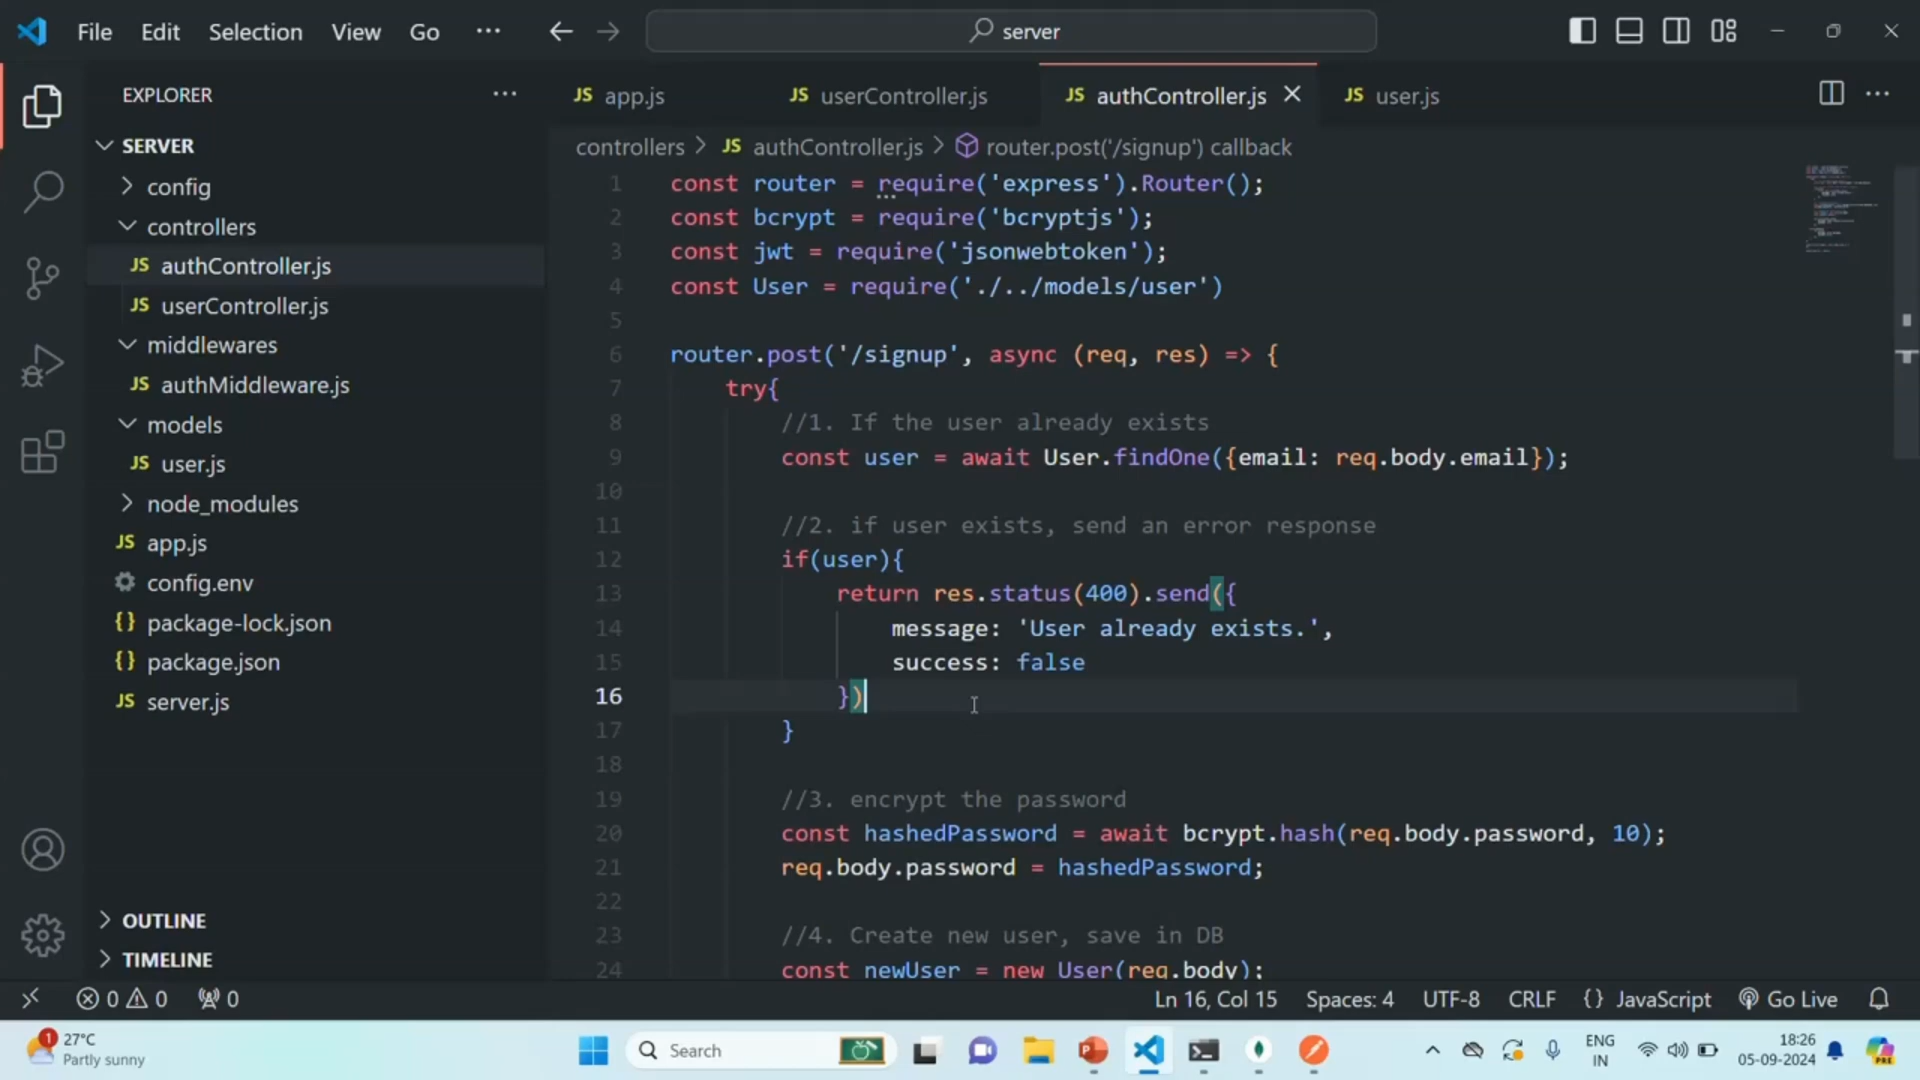 File Edit Selection View Go ··· server
EXPLORER ···
SERVER
config
controllers
JS authController.js
JS userController.js
middlewares
JS authMiddleware.js
models
JS user.js
node_modules
JS app.js
config.env
{} package-lock.json
{} package.json
JS server.js
OUTLINE
TIMELINE
JS app.js JS userController.js JS authController.js JS user.js ···
controllers > JS authController.js > router.post('/signup') callback
1 const router = require('express').Router();
2 const bcrypt = require('bcryptjs');
3 const jwt = require('jsonwebtoken');
4 const User = require('./../models/user')
5
6 router.post('/signup', async (req, res) => {
7 try{
8 //1. If the user already exists
9 const user = await User.findOne({email: req.body.email});
10
11 //2. if user exists, send an error response
12 if(user){
13 return res.status(400).send({
14 message: 'User already exists.',
15 success: false
16 })
17 }
18
19 //3. encrypt the password
20 const hashedPassword = await bcrypt.hash(req.body.password, 10);
21 req.body.password = hashedPassword;
22
23 //4. Create new user, save in DB
24 const newUser = new User(req.body);
0 0 0 Ln 16, Col 15 Spaces: 4 UTF-8 CRLF {} JavaScript Go Live
1 27°C
Partly sunny
Search
ENG
IN
18:26
05-09-2024
PRE